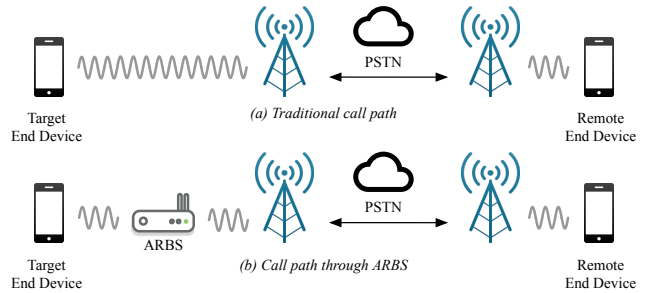 PSTN
Target
End Device
(a) Traditional call path
Remote
End Device
PSTN
ARBS
Target
End Device
(b) Call path through ARBS
Remote
End Device